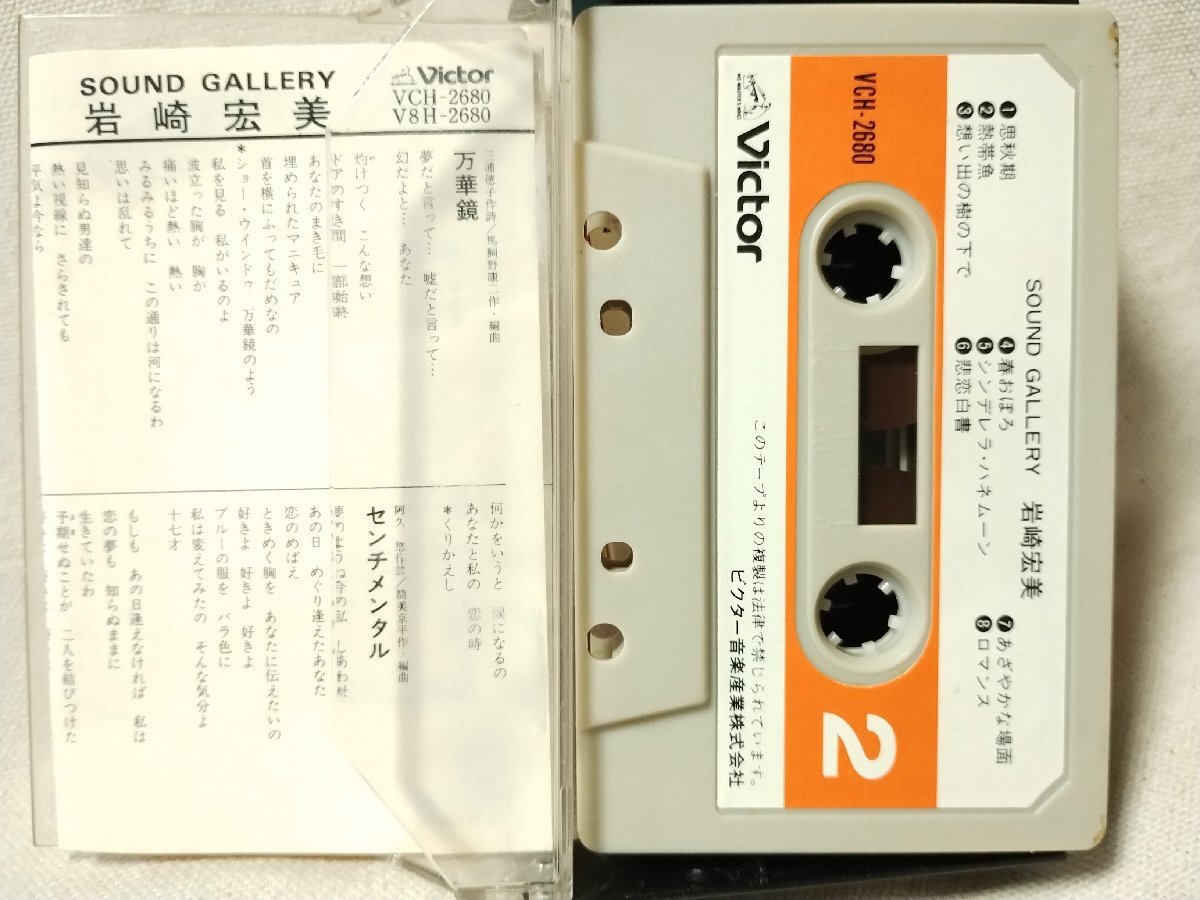 SOUND GALLERY
岩崎宏美
Victor
VCH-2680
V8H-2680
万華鏡
三浦徳子作詩／馬飼野康二作・編曲
夢だと言って… 嘘だと言って…
幻だよと… あなた
灼けつく こんな想い
ドアのすき間 一部始終
あなたのまき毛に
埋められたマニキュア
首を横にふってもだめなの
*ショー・ウインドゥ 万華鏡のよう
私を見る 私がいるのよ
波立った胸が 胸が
痛いほど熱い 熱い
みるみるうちに この通りは河になるわ
思いは乱れて
見知らぬ男達の
熱い視線に さらされても
平気よ今なら
何かをいうと 涙になるの
あなたと私の 恋の時
*くりかえし
センチメンタル
阿久 悠作詩／筒美京平作・編曲
夢のような今の私 しあわせ
あの日 めぐり逢えたあなた
恋のめばえ
ときめく胸を あなたに伝えたいの
好きよ 好きよ 好きよ
ブルーの服を バラ色に
私は変えてみたの そんな気分よ
十七才
もしも あの日逢えなければ 私は
恋の夢も 知らぬままに
生きていたわ
予期せぬことが 二人を結びつけた
SOUND GALLERY 岩崎宏美
❶思秋期
❷熱帯魚
❸想い出の樹の下で
❹春おぼろ
❺シンデレラ・ハネムーン
❻悲恋白書
❼あざやかな場面
❽ロマンス
VCH-2680
2
HIS MASTER'S VOICE
Victor
このテープよりの複製は法律で禁じられています。
ビクター音楽産業株式会社